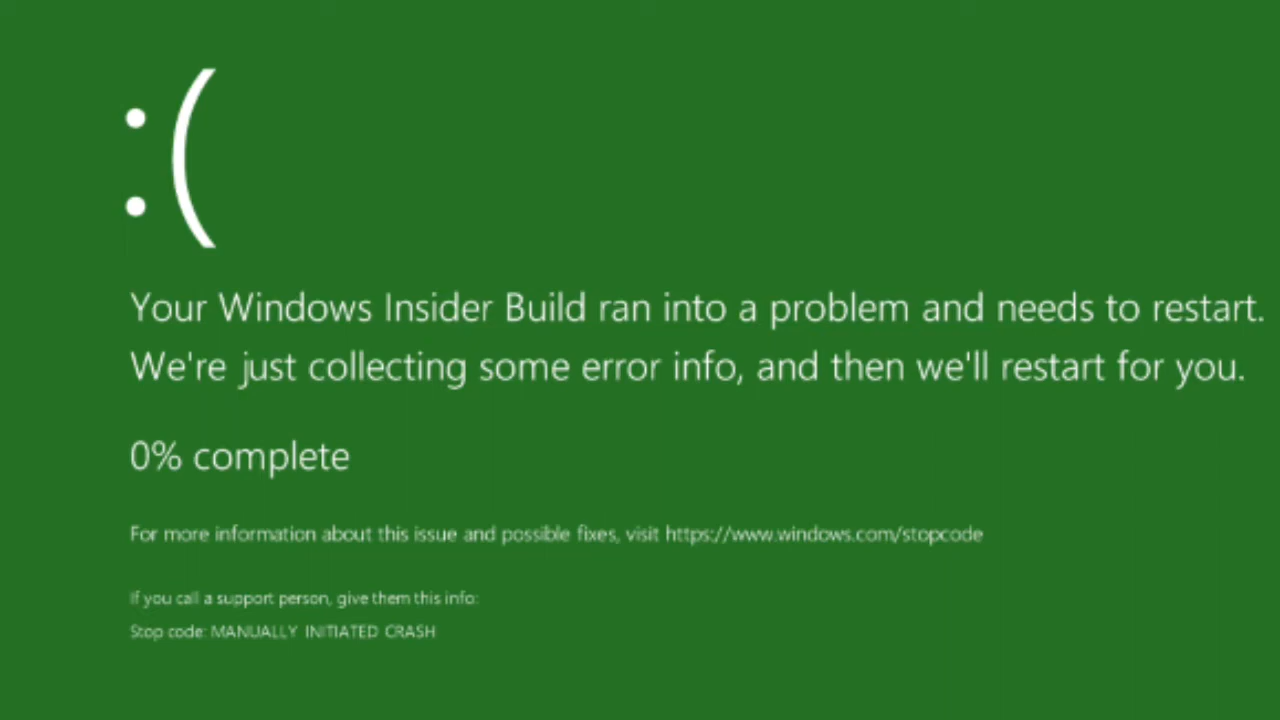 :(
Your Windows Insider Build ran into a problem and needs to restart.
We're just collecting some error info, and then we'll restart for you.
0% complete
For more information about this issue and possible fixes, visit https://www.windows.com/stopcode
If you call a support person, give them this info:
Stop code: MANUALLY INITIATED CRASH